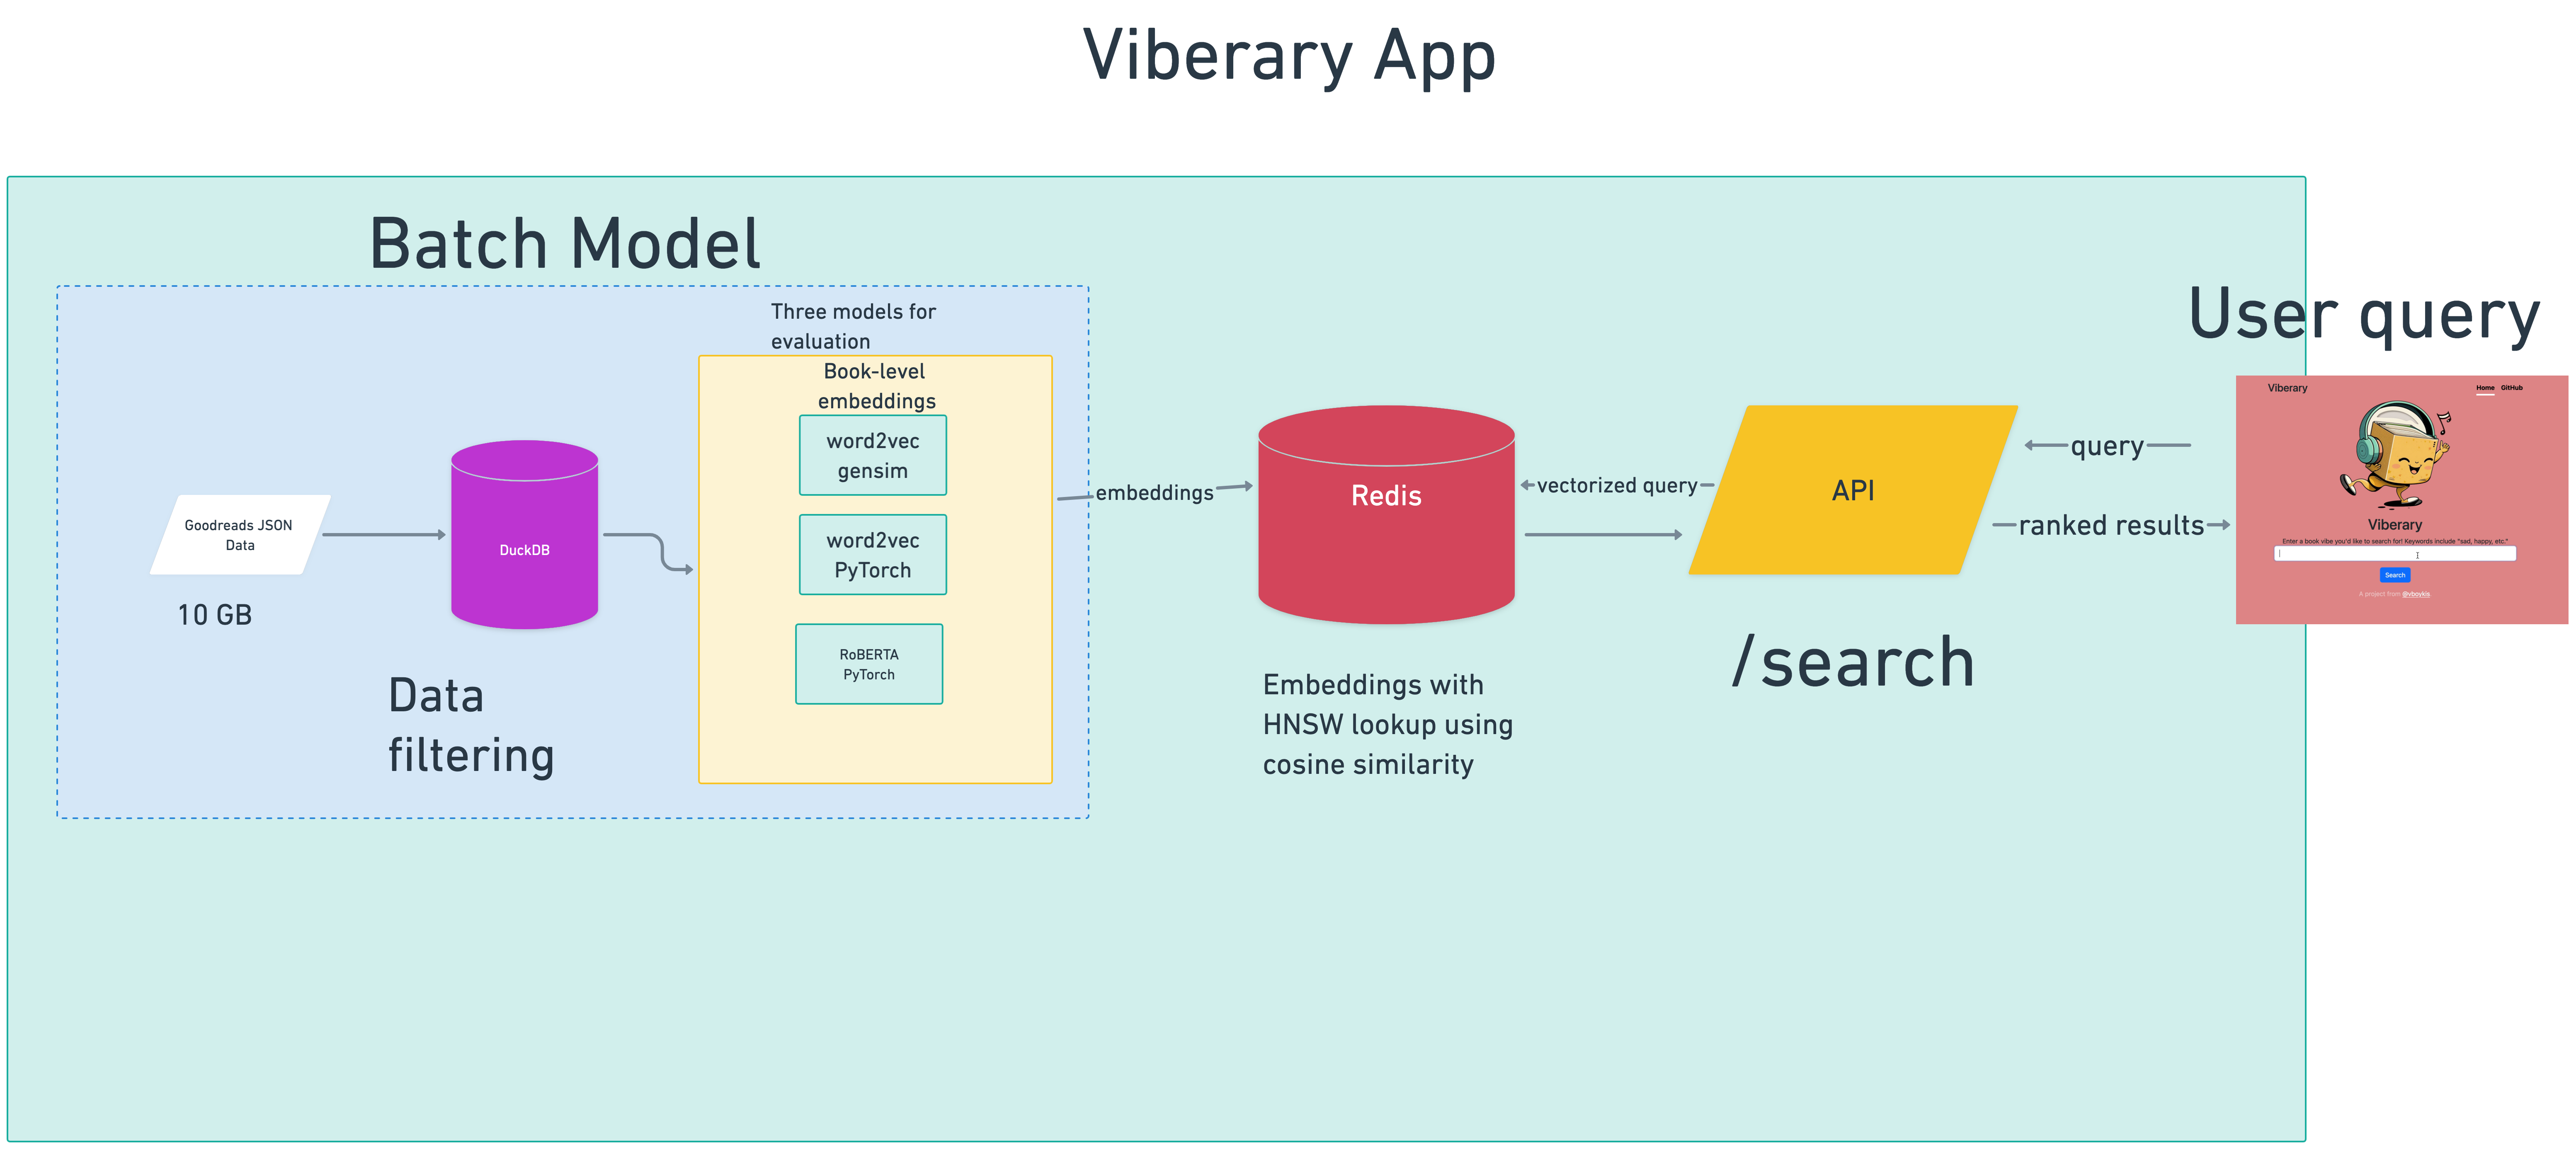 Viberary App
Batch Model
Three models for
evaluation
Book-level
embeddings
word2vec
gensim
word2vec
PyTorch
RoBERTA
PyTorch
Goodreads JSON
Data
10 GB
DuckDB
Data
filtering
embeddings
Redis
Embeddings with
HNSW lookup using
cosine similarity
vectorized query
API
/search
query
ranked results
User query
Viberary
Home GitHub
Viberary
Enter a book vibe you'd like to search for! Keywords include "sad, happy, etc."
Search
A project from @vboykis